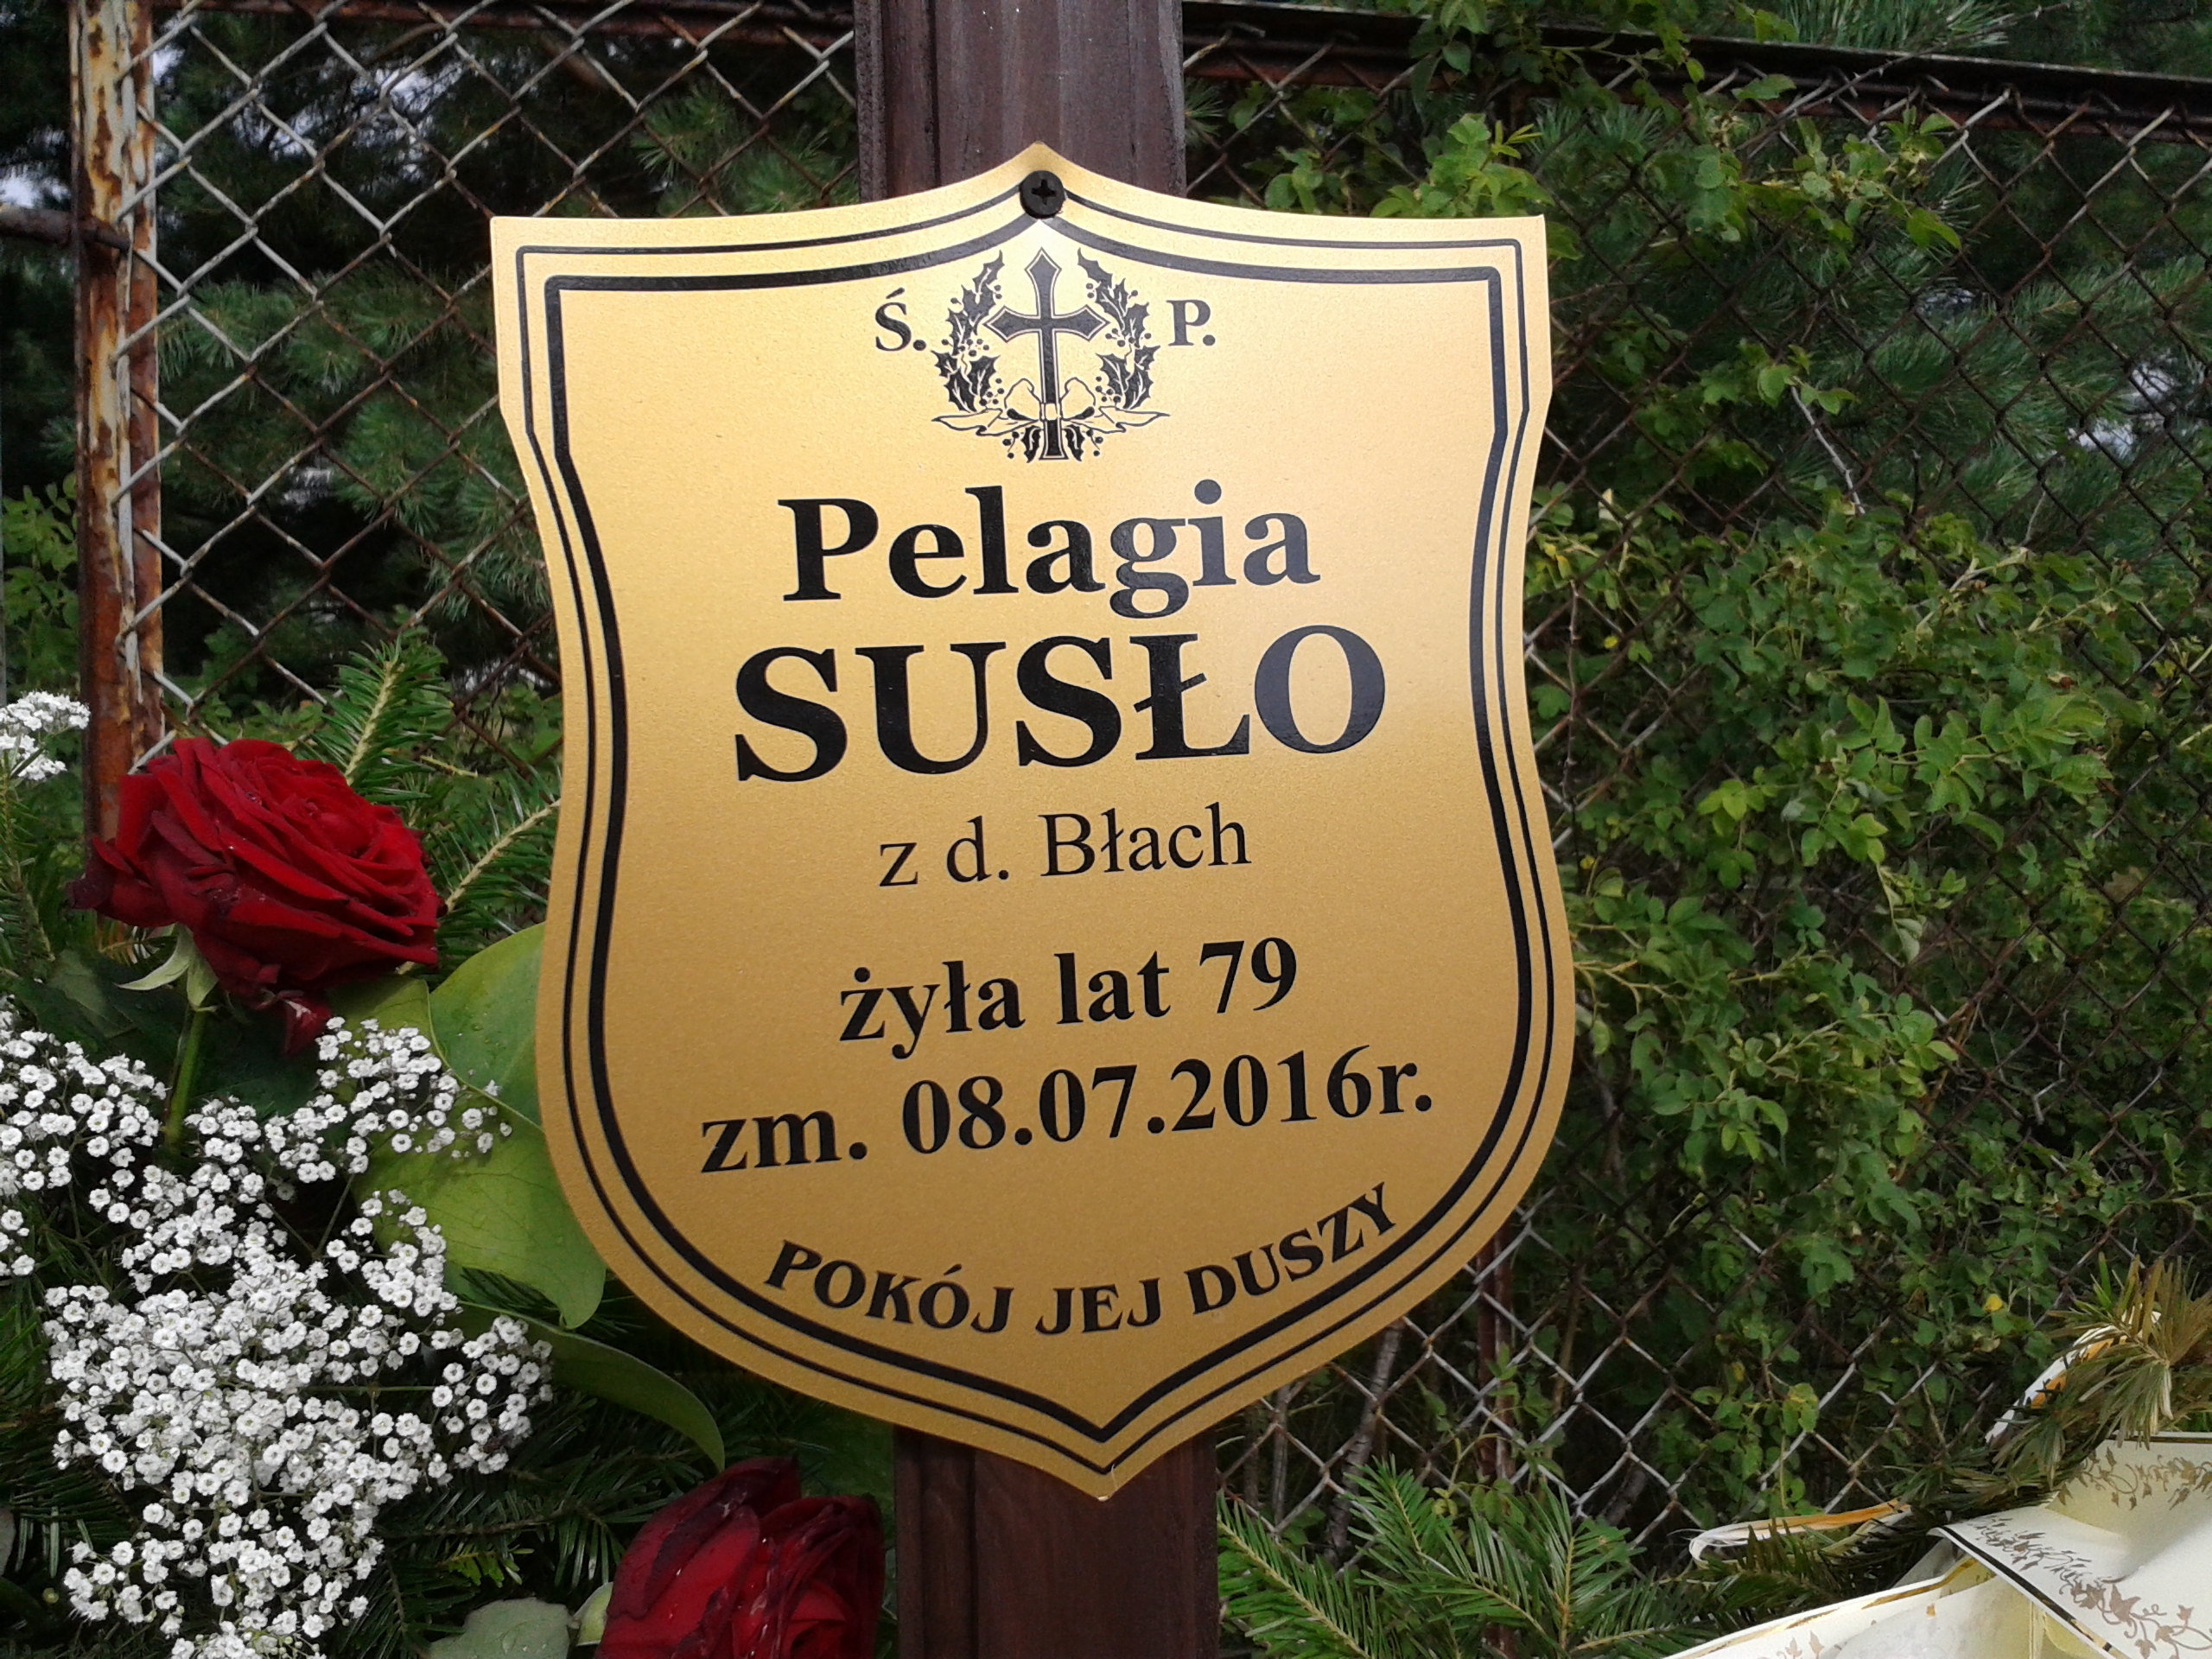 Ś. P.
Pelagia
SUSŁO
z d. Błach
żyła lat 79
zm. 08.07.2016r.
POKÓJ JEJ DUSZY